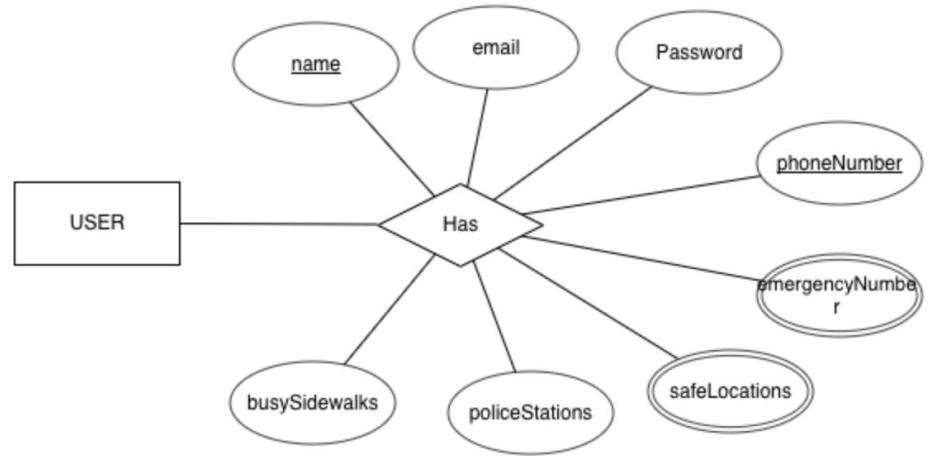 name
email
Password
phoneNumber
USER
Has
emergencyNumbe
r
safeLocations
busySidewalks
policeStations